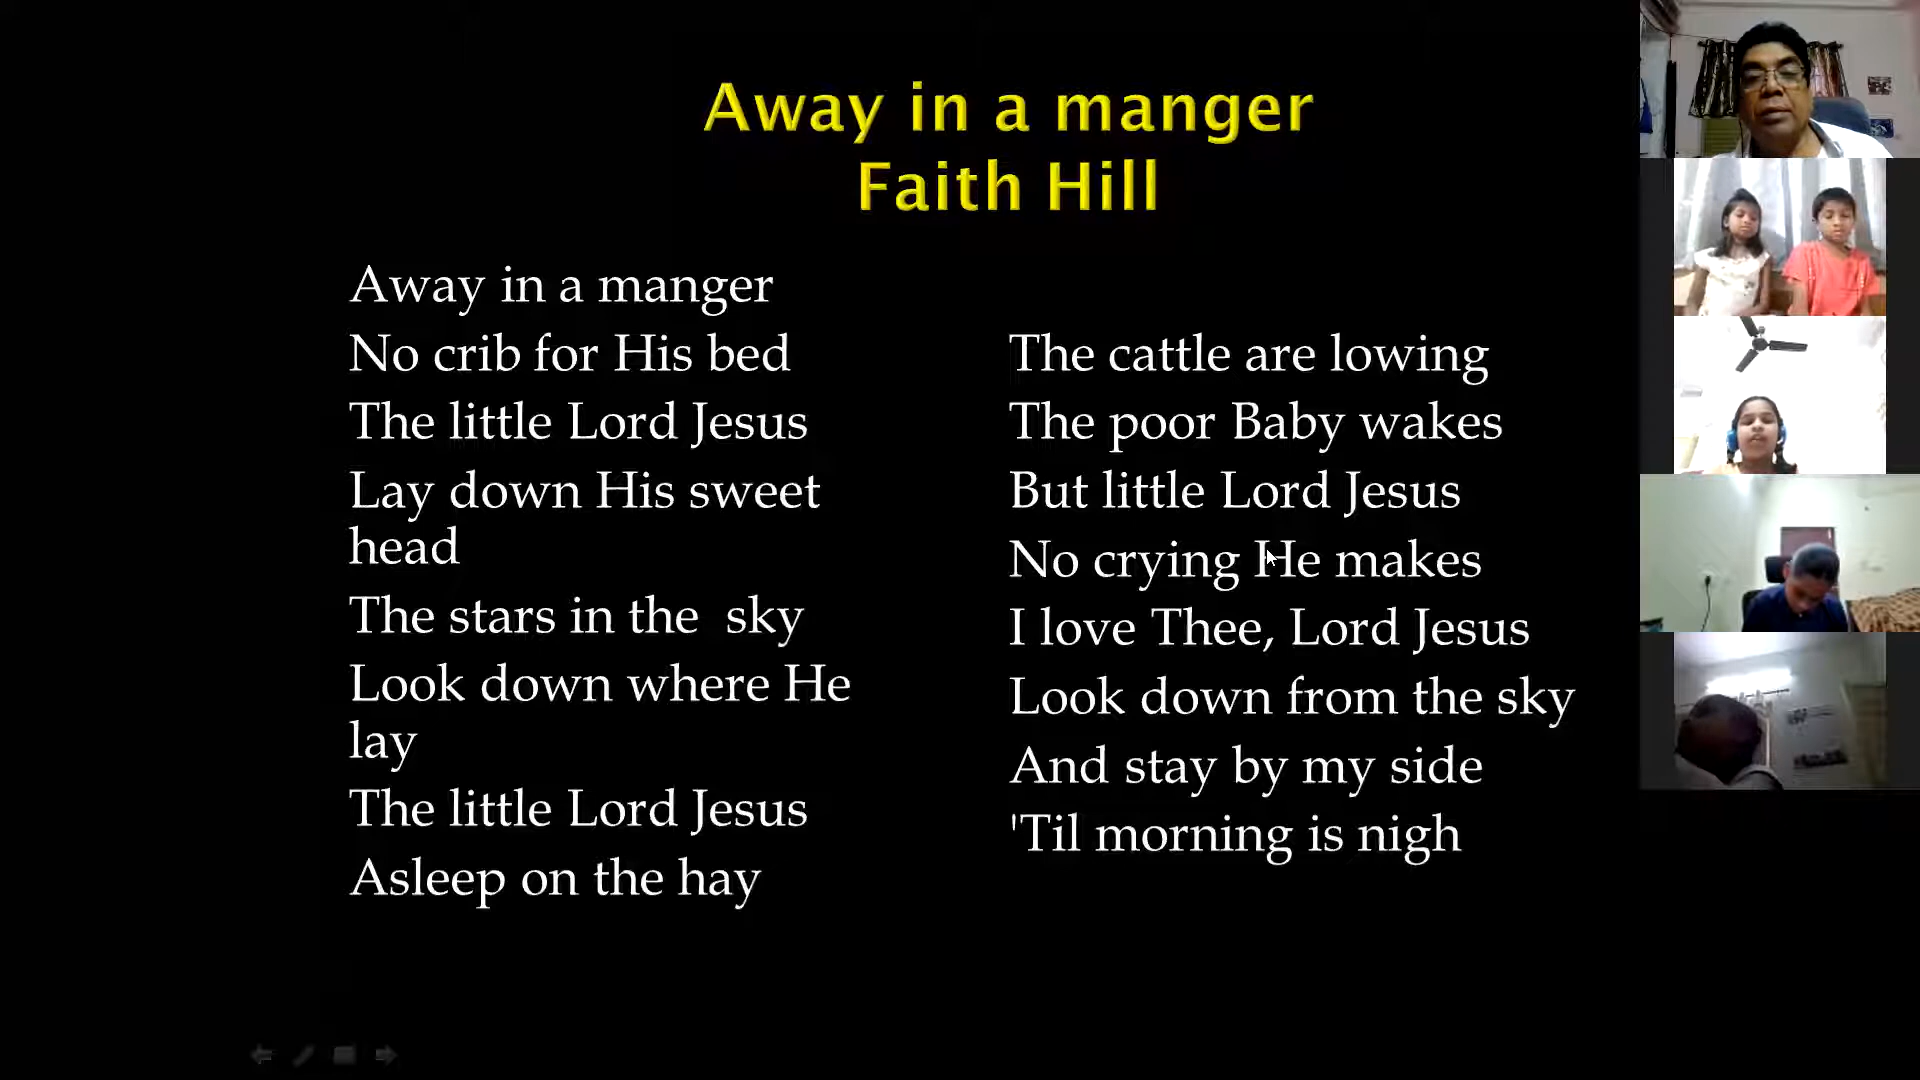 Away in a manger
Faith Hill
Away in a manger
No crib for His bed
The little Lord Jesus
Lay down His sweet
head
The stars in the  sky
Look down where He
lay
The little Lord Jesus
Asleep on the hay
The cattle are lowing
The poor Baby wakes
But little Lord Jesus
No crying He makes
I love Thee, Lord Jesus
Look down from the sky
And stay by my side
'Til morning is nigh